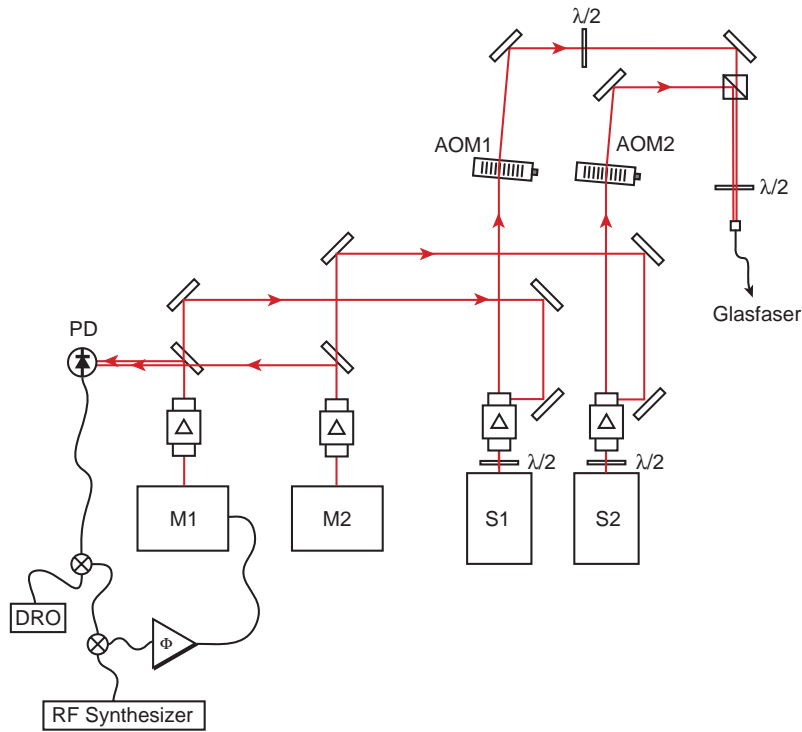 λ/2
AOM1
AOM2
λ/2
Glasfaser
PD
λ/2
λ/2
M1
M2
S1
S2
DRO
Φ
RF Synthesizer